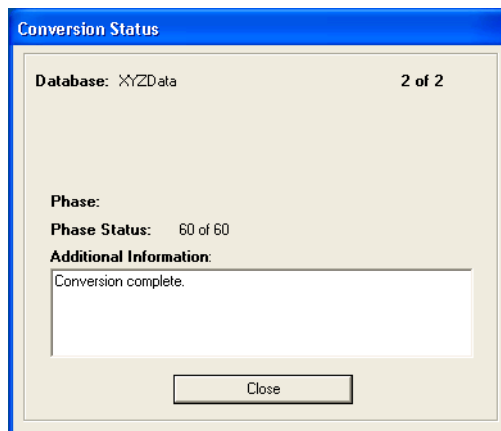 Conversion Status
Database: XYZData 2 of 2
Phase:
Phase Status: 60 of 60
Additional Information:
Conversion complete.
Close